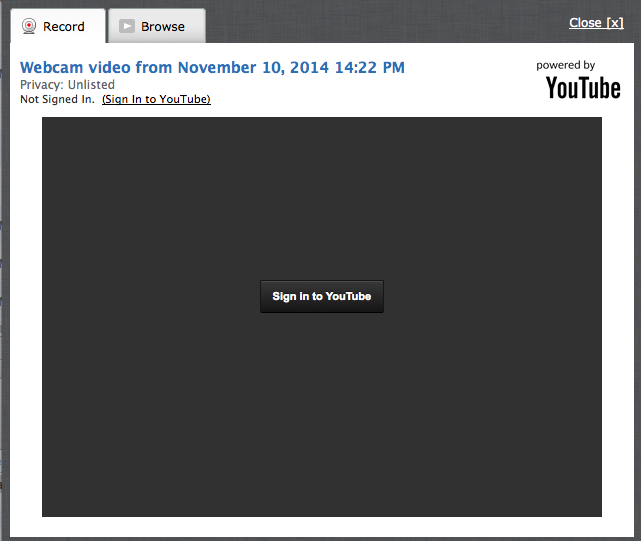 Record Browse Close [x]
Webcam video from November 10, 2014 14:22 PM
Privacy: Unlisted
Not Signed In. (Sign In to YouTube)
powered by
YouTube
Sign in to YouTube